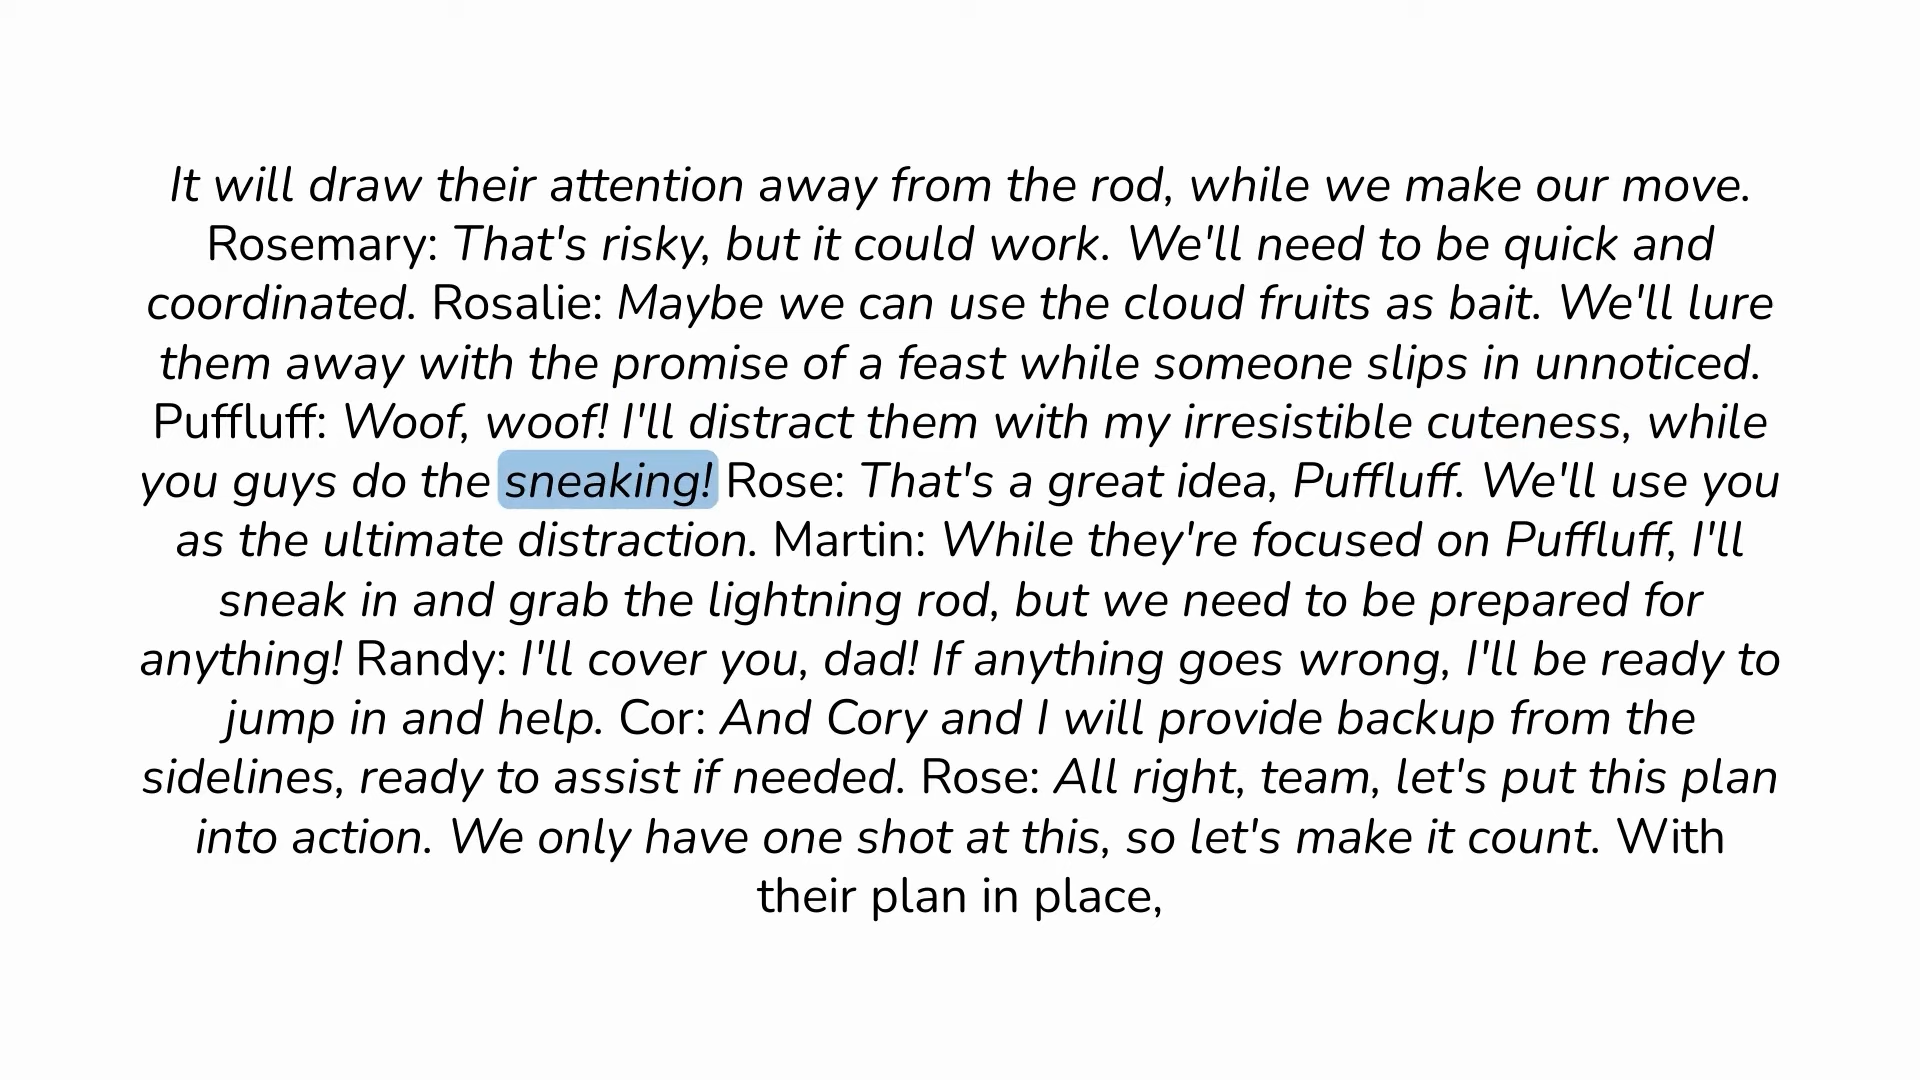 It will draw their attention away from the rod, while we make our move.
Rosemary: That's risky, but it could work. We'll need to be quick and
coordinated. Rosalie: Maybe we can use the cloud fruits as bait. We'll lure
them away with the promise of a feast while someone slips in unnoticed.
Puffluff: Woof, woof! I'll distract them with my irresistible cuteness, while
you guys do the sneaking! Rose: That's a great idea, Puffluff. We'll use you
as the ultimate distraction. Martin: While they're focused on Puffluff, I'll
sneak in and grab the lightning rod, but we need to be prepared for
anything! Randy: I'll cover you, dad! If anything goes wrong, I'll be ready to
jump in and help. Cor: And Cory and I will provide backup from the
sidelines, ready to assist if needed. Rose: All right, team, let's put this plan
into action. We only have one shot at this, so let's make it count. With
their plan in place,